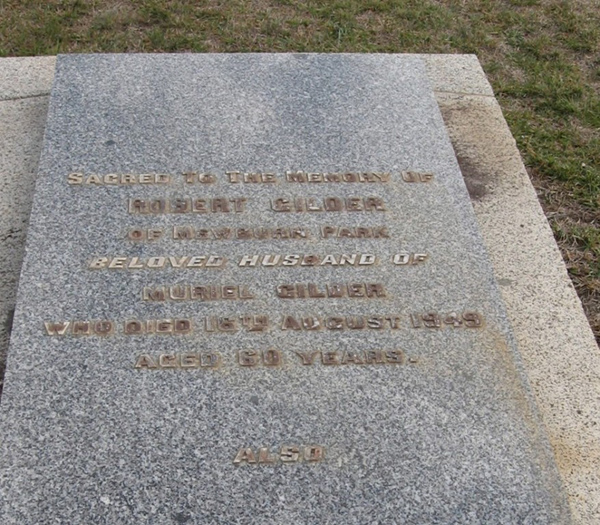 SACRED TO THE MEMORY OF
ROBERT GILDER
OF NEWBURN PARK
BELOVED HUSBAND OF
MURIEL GILDER
WHO DIED 18TH AUGUST 1949
AGED 60 YEARS.
ALSO